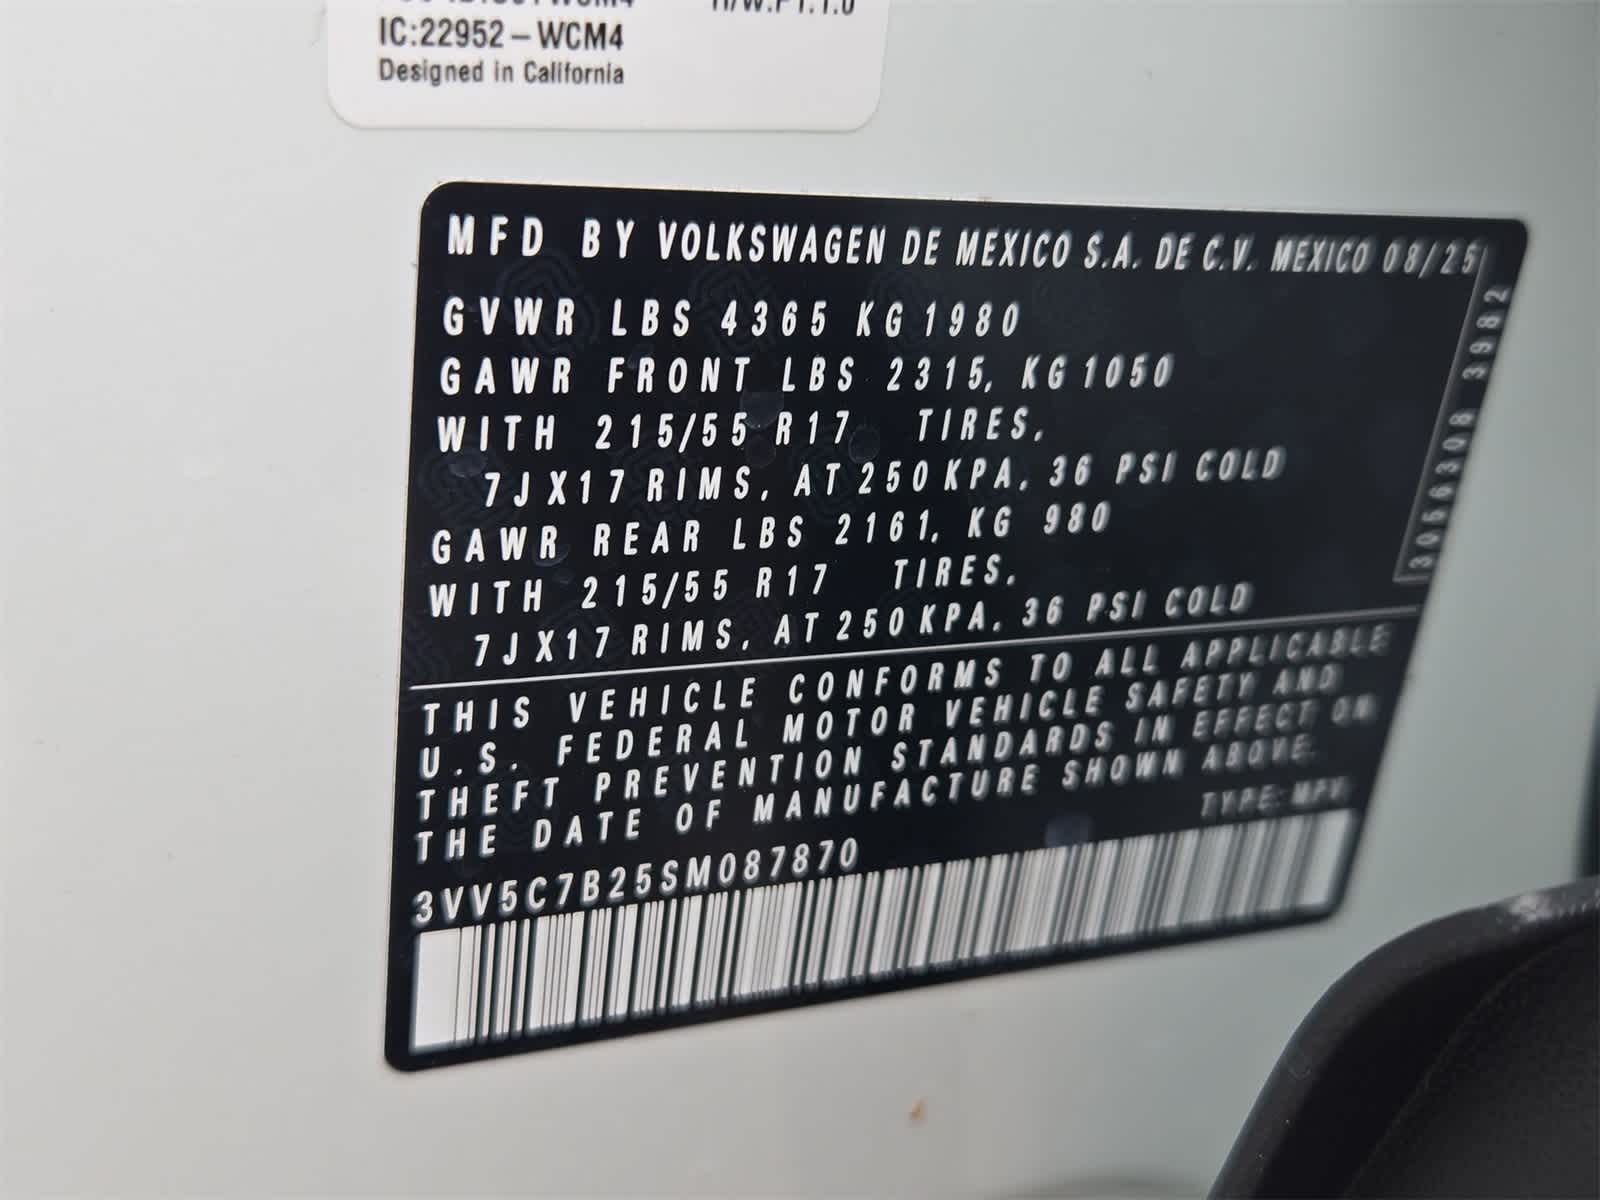 H/W:P1.1.0
IC:22952-WCM4
Designed in California
MFD BY VOLKSWAGEN DE MEXICO S.A. DE C.V. MEXICO 08/25
GVWR LBS 4365 KG 1980
GAWR FRONT LBS 2315, KG 1050
WITH 215/55 R17 TIRES,
7JX17 RIMS, AT 250 KPA, 36 PSI COLD
GAWR REAR LBS 2161, KG 980
WITH 215/55 R17 TIRES,
7JX17 RIMS, AT 250 KPA, 36 PSI COLD
3056308 3982
THIS VEHICLE CONFORMS TO ALL APPLICABLE
U.S. FEDERAL MOTOR VEHICLE SAFETY AND
THEFT PREVENTION STANDARDS IN EFFECT ON
THE DATE OF MANUFACTURE SHOWN ABOVE.
TYPE: MPV
3VV5C7B25SM087870